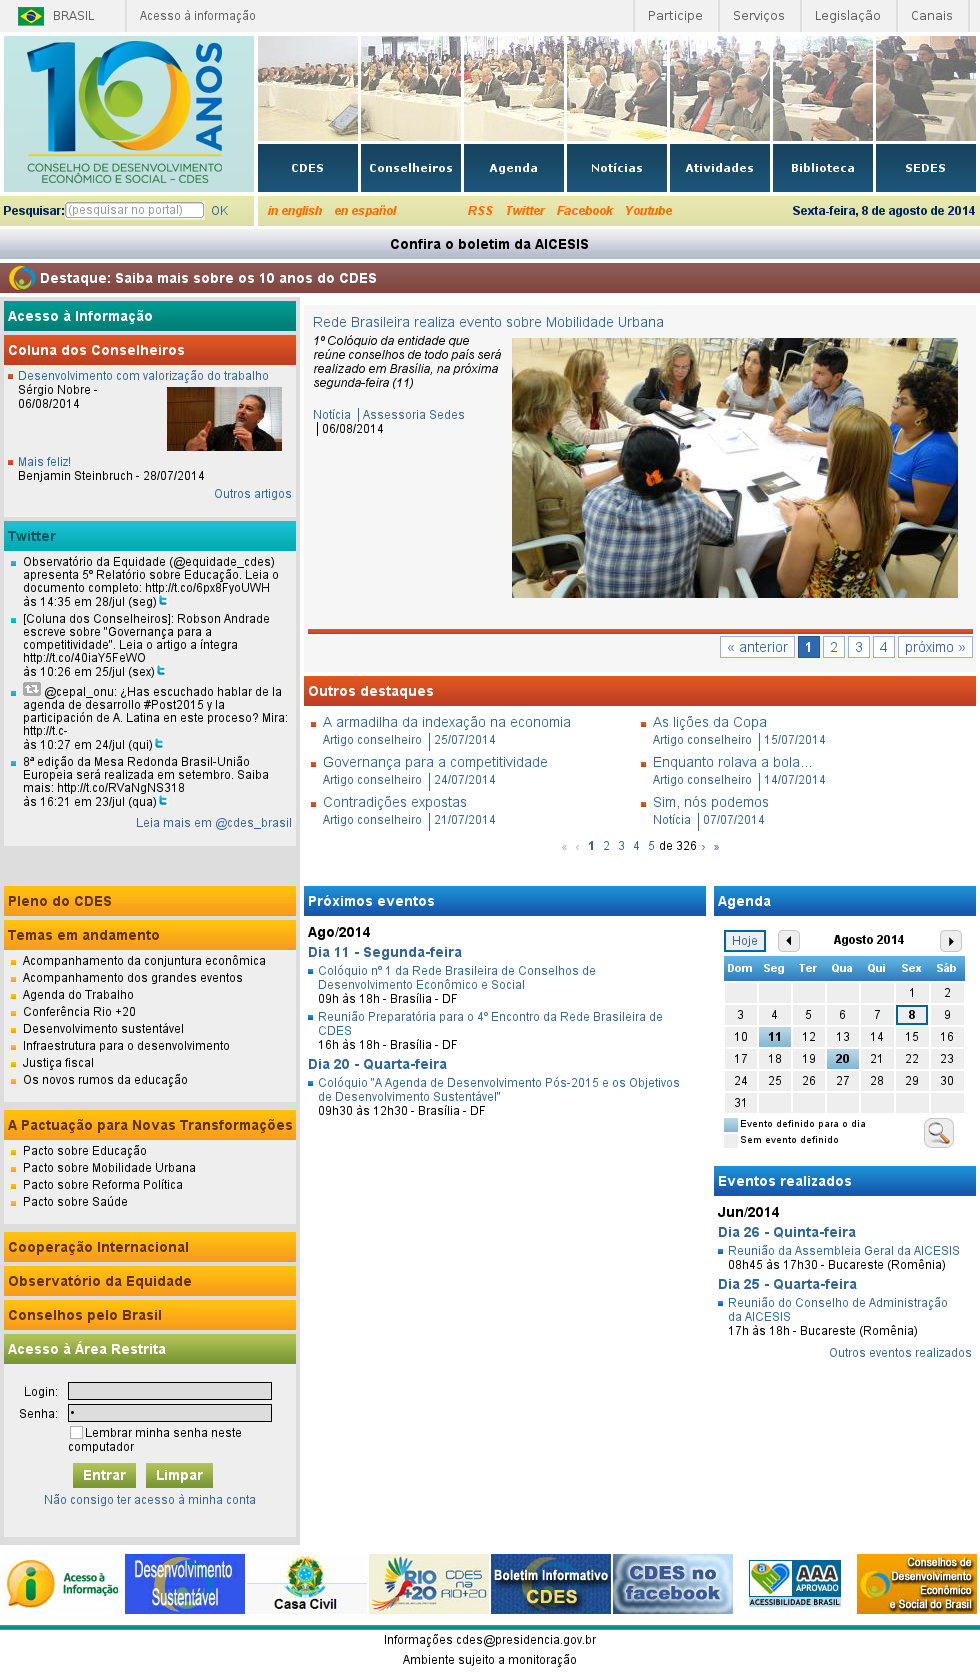 BRASIL
Acesso à informação
Participe
Serviços
Legislação
Canais
10 ANOS
CONSELHO DE DESENVOLVIMENTO
ECONÔMICO E SOCIAL – CDES
CDES
Conselheiros
Agenda
Notícias
Atividades
Biblioteca
SEDES
Pesquisar: (pesquisar no portal) OK
in english en español RSS Twitter Facebook Youtube
Sexta-feira, 8 de agosto de 2014
Confira o boletim da AICESIS
Destaque: Saiba mais sobre os 10 anos do CDES
Acesso à Informação
Coluna dos Conselheiros
Desenvolvimento com valorização do trabalho
Sérgio Nobre -
06/08/2014
Mais feliz!
Benjamin Steinbruch - 28/07/2014
Outros artigos
Twitter
Observatório da Equidade (@equidade_cdes)
apresenta 5º Relatório sobre Educação. Leia o
documento completo: http://t.co/6px8FyoUWH
às 14:35 em 28/jul (seg)
[Coluna dos Conselheiros]: Robson Andrade
escreve sobre "Governança para a
competitividade". Leia o artigo a íntegra
http://t.co/40iaY5FeWO
às 10:26 em 25/jul (sex)
@cepal_onu: ¿Has escuchado hablar de la
agenda de desarrollo #Post2015 y la
participación de A. Latina en este proceso? Mira:
http://t.c-
às 10:27 em 24/jul (qui)
8ª edição da Mesa Redonda Brasil-União
Europeia será realizada em setembro. Saiba
mais: http://t.co/RVaNgNS318
às 16:21 em 23/jul (qua)
Leia mais em @cdes_brasil
Rede Brasileira realiza evento sobre Mobilidade Urbana
1º Colóquio da entidade que
reúne conselhos de todo país será
realizado em Brasília, na próxima
segunda-feira (11)
Notícia | Assessoria Sedes
| 06/08/2014
« anterior 1 2 3 4 próximo »
Outros destaques
A armadilha da indexação na economia
Artigo conselheiro | 25/07/2014
Governança para a competitividade
Artigo conselheiro | 24/07/2014
Contradições expostas
Artigo conselheiro | 21/07/2014
As lições da Copa
Artigo conselheiro | 15/07/2014
Enquanto rolava a bola...
Artigo conselheiro | 14/07/2014
Sim, nós podemos
Notícia | 07/07/2014
« ‹ 1 2 3 4 5 de 326 › »
Pleno do CDES
Temas em andamento
Acompanhamento da conjuntura econômica
Acompanhamento dos grandes eventos
Agenda do Trabalho
Conferência Rio +20
Desenvolvimento sustentável
Infraestrutura para o desenvolvimento
Justiça fiscal
Os novos rumos da educação
A Pactuação para Novas Transformações
Pacto sobre Educação
Pacto sobre Mobilidade Urbana
Pacto sobre Reforma Política
Pacto sobre Saúde
Cooperação Internacional
Observatório da Equidade
Conselhos pelo Brasil
Acesso à Área Restrita
Login:
Senha:
Lembrar minha senha neste
computador
Entrar Limpar
Não consigo ter acesso à minha conta
Próximos eventos
Ago/2014
Dia 11 - Segunda-feira
Colóquio nº 1 da Rede Brasileira de Conselhos de
Desenvolvimento Econômico e Social
09h às 18h - Brasília - DF
Reunião Preparatória para o 4º Encontro da Rede Brasileira de
CDES
16h às 18h - Brasília - DF
Dia 20 - Quarta-feira
Colóquio "A Agenda de Desenvolvimento Pós-2015 e os Objetivos
de Desenvolvimento Sustentável"
09h30 às 12h30 - Brasília - DF
Agenda
Hoje Agosto 2014
Dom Seg Ter Qua Qui Sex Sáb
1 2
3 4 5 6 7 8 9
10 11 12 13 14 15 16
17 18 19 20 21 22 23
24 25 26 27 28 29 30
31
Evento definido para o dia
Sem evento definido
Eventos realizados
Jun/2014
Dia 26 - Quinta-feira
Reunião da Assembleia Geral da AICESIS
08h45 às 17h30 - Bucareste (Romênia)
Dia 25 - Quarta-feira
Reunião do Conselho de Administração
da AICESIS
17h às 18h - Bucareste (Romênia)
Outros eventos realizados
Acesso à
Informação
Desenvolvimento
Sustentável
Casa Civil
RIO
+20
CDES
NA
RIO+20
Boletim Informativo
CDES
CDES no
facebook
AAA
APROVADO
ACESSIBILIDADE BRASIL
Conselhos de
Desenvolvimento
Econômico
e Social do Brasil
Informações cdes@presidencia.gov.br
Ambiente sujeito a monitoração